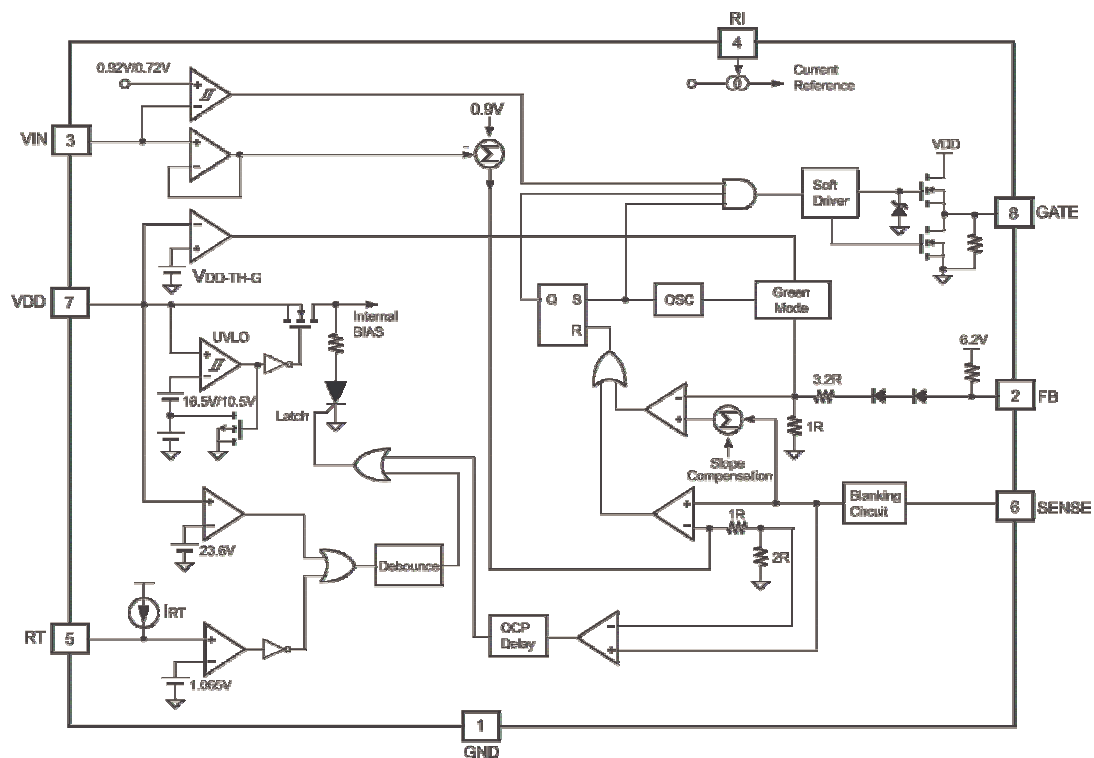 RI
4
0.92V/0.72V
Current
Reference
0.9V
VIN
3
VDD
Soft
Driver
8
GATE
VDD-TH-G
VDD
7
Q
S
R
OSC
Green
Mode
Internal
BIAS
UVLO
16.5V/10.5V
Latch
6.2V
3.2R
2
FB
1R
Slope
Compensation
1R
2R
Blanking
Circuit
6
SENSE
23.6V
Debounce
IRT
RT
5
1.065V
OCP
Delay
1
GND